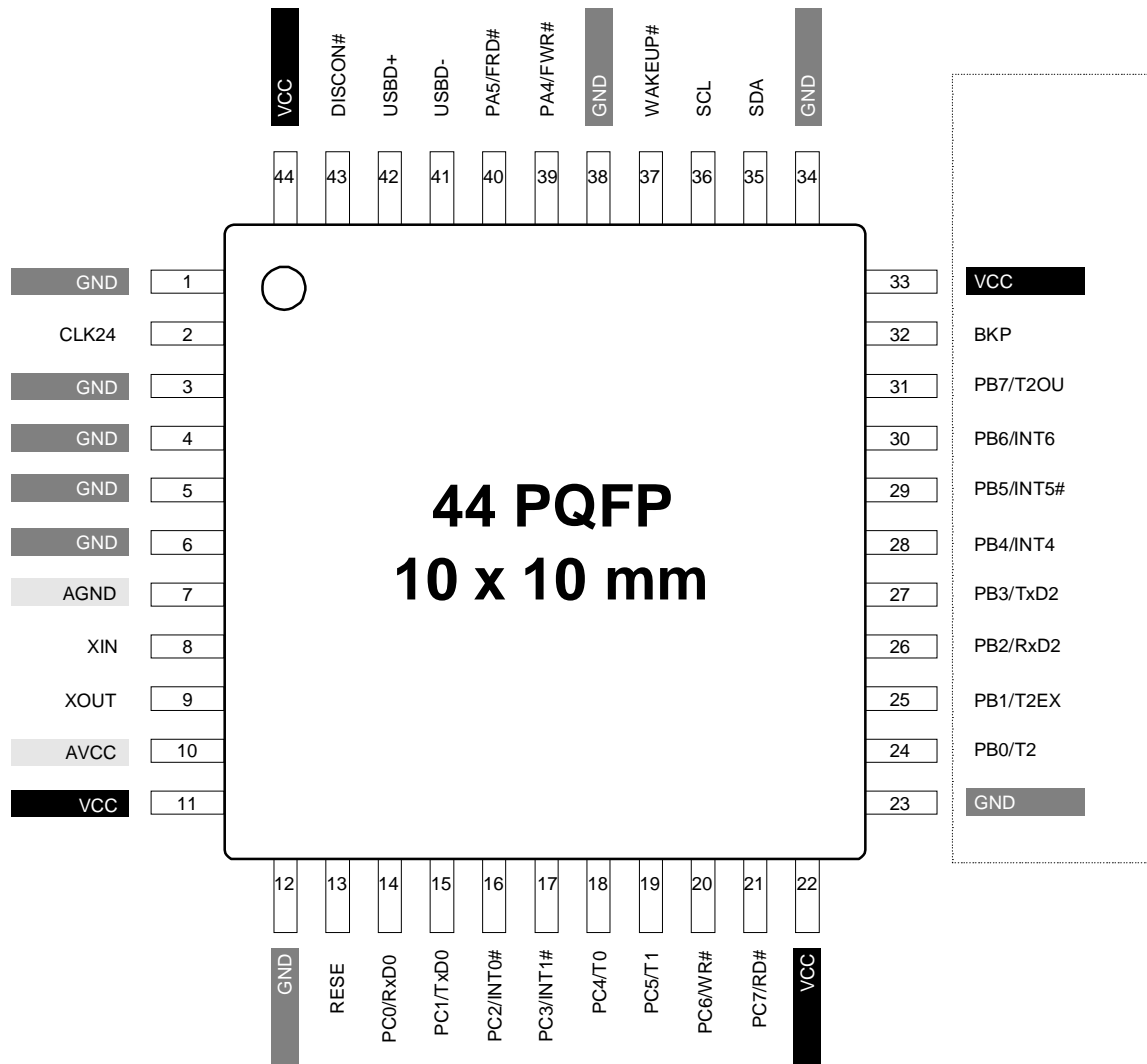 VCC
DISCON#
USBD+
USBD-
PA5/FRD#
PA4/FWR#
GND
WAKEUP#
SCL
SDA
GND
44
43
42
41
40
39
38
37
36
35
34
GND 1
CLK24 2
GND 3
GND 4
GND 5
GND 6
AGND 7
XIN 8
XOUT 9
AVCC 10
VCC 11
44 PQFP
10 x 10 mm
33 VCC
32 BKP
31 PB7/T2OU
30 PB6/INT6
29 PB5/INT5#
28 PB4/INT4
27 PB3/TxD2
26 PB2/RxD2
25 PB1/T2EX
24 PB0/T2
23 GND
12
13
14
15
16
17
18
19
20
21
22
GND
RESE
PC0/RxD0
PC1/TxD0
PC2/INT0#
PC3/INT1#
PC4/T0
PC5/T1
PC6/WR#
PC7/RD#
VCC